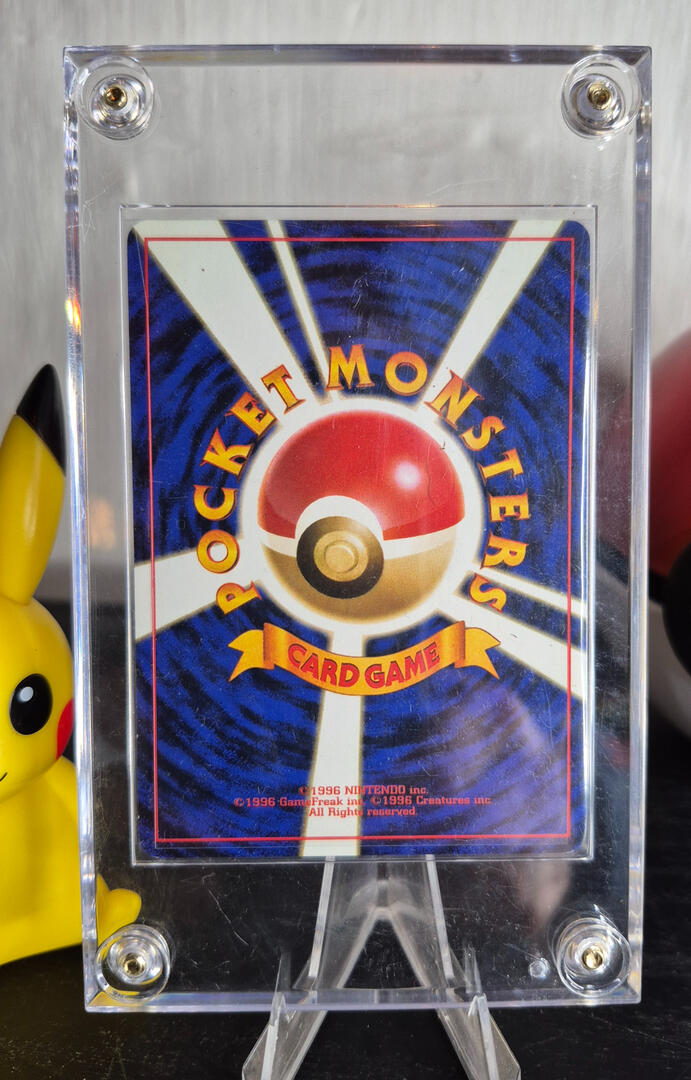 POCKET MONSTERS
CARD GAME
©1996 NINTENDO inc.
©1996 GameFreak inc. ©1996 Creatures inc.
All Rights reserved.